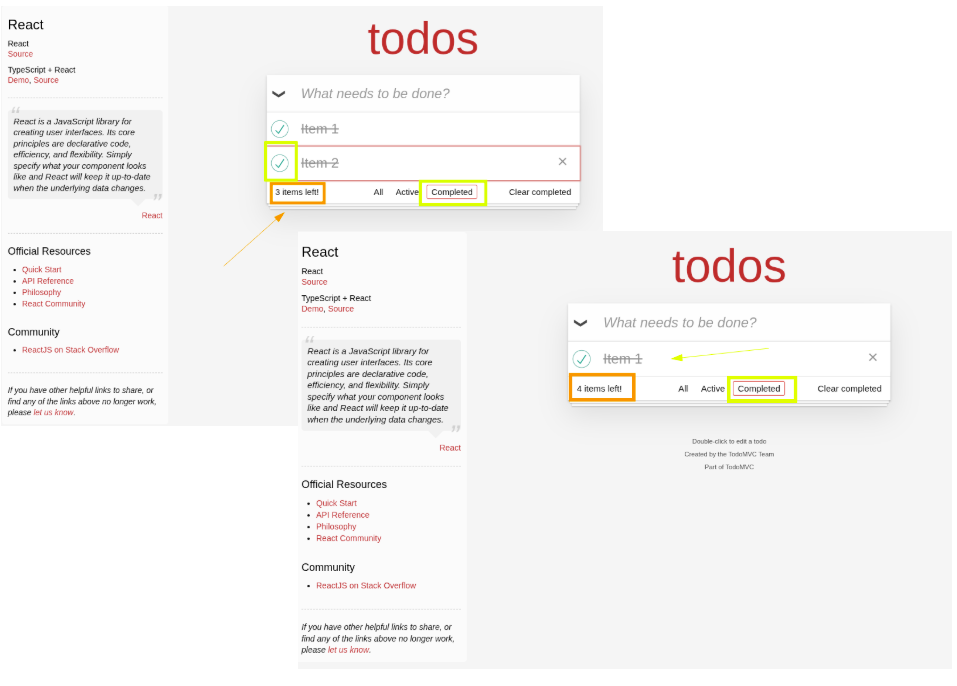 React
React
Source
TypeScript + React
Demo, Source
“
React is a JavaScript library for
creating user interfaces. Its core
principles are declarative code,
efficiency, and flexibility. Simply
specify what your component looks
like and React will keep it up-to-date
when the underlying data changes.
”
React
Official Resources
• Quick Start
• API Reference
• Philosophy
• React Community
Community
• ReactJS on Stack Overflow
If you have other helpful links to share, or
find any of the links above no longer work,
please let us know.
todos
What needs to be done?
Item 1
Item 2 ×
3 items left! All Active Completed Clear completed
React
React
Source
TypeScript + React
Demo, Source
“
React is a JavaScript library for
creating user interfaces. Its core
principles are declarative code,
efficiency, and flexibility. Simply
specify what your component looks
like and React will keep it up-to-date
when the underlying data changes.
”
React
Official Resources
• Quick Start
• API Reference
• Philosophy
• React Community
Community
• ReactJS on Stack Overflow
If you have other helpful links to share, or
find any of the links above no longer work,
please let us know.
todos
What needs to be done?
Item 1 ×
4 items left! All Active Completed Clear completed
Double-click to edit a todo
Created by the TodoMVC Team
Part of TodoMVC